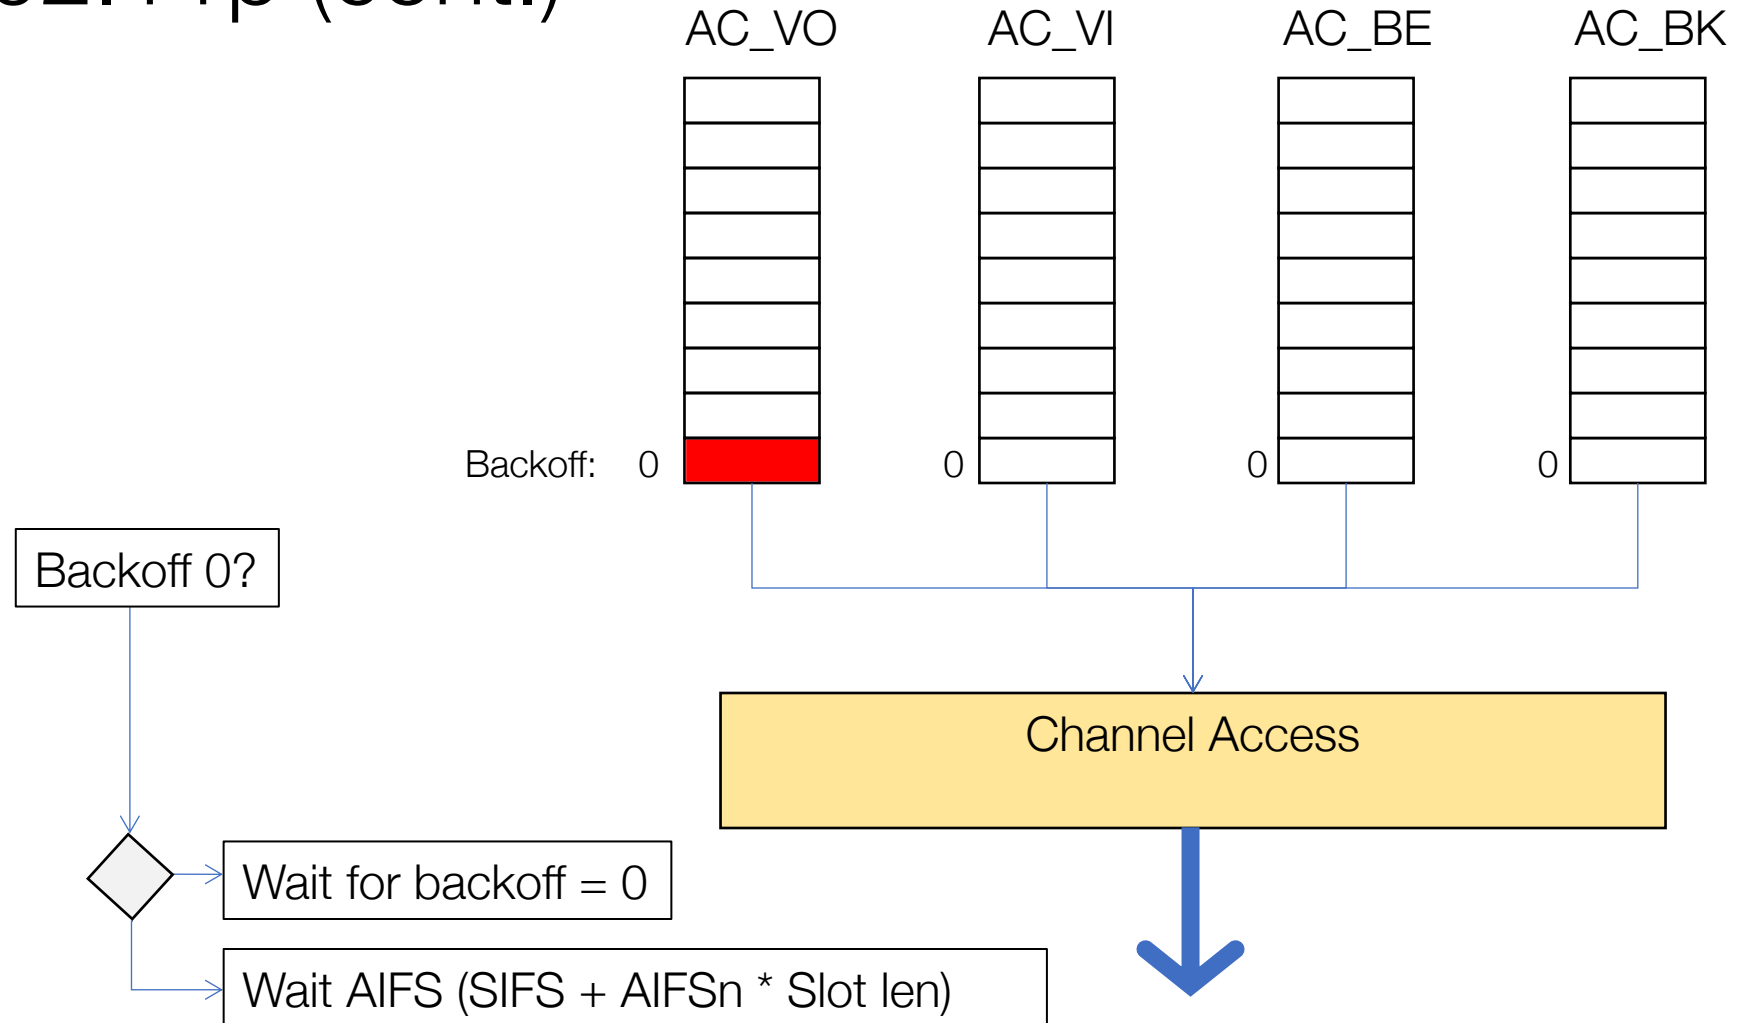 (cont.)
AC_VO AC_VI AC_BE AC_BK
Backoff: 0 0 0 0
Backoff 0?
Channel Access
Wait for backoff = 0
Wait AIFS (SIFS + AIFSn * Slot len)